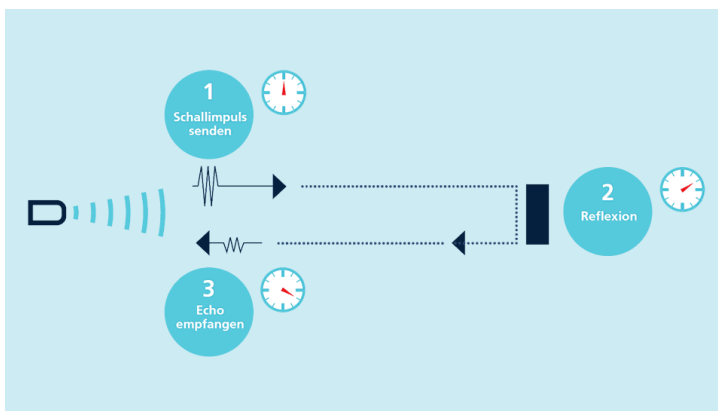 1
Schallimpuls
senden
2
Reflexion
3
Echo
empfangen